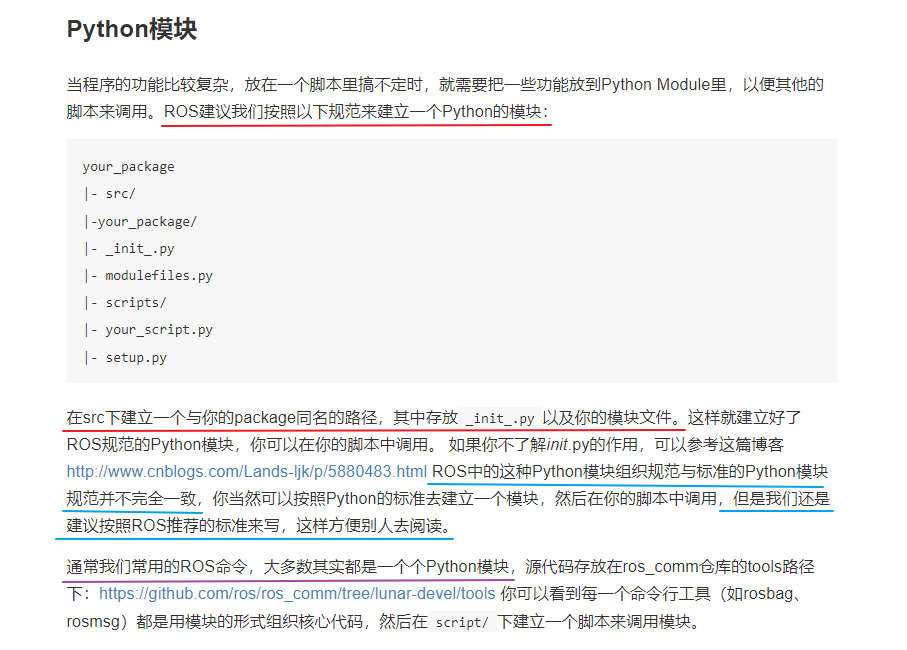 Python模块
当程序的功能比较复杂，放在一个脚本里搞不定时，就需要把一些功能放到Python Module里，以便其他的
脚本来调用。ROS建议我们按照以下规范来建立一个Python的模块：
your_package
|- src/
|-your_package/
|- _init_.py
|- modulefiles.py
|- scripts/
|- your_script.py
|- setup.py
在src下建立一个与你的package同名的路径，其中存放 _init_.py 以及你的模块文件。这样就建立好了
ROS规范的Python模块，你可以在你的脚本中调用。 如果你不了解init.py的作用，可以参考这篇博客
http://www.cnblogs.com/Lands-ljk/p/5880483.html ROS中的这种Python模块组织规范与标准的Python模块
规范并不完全一致，你当然可以按照Python的标准去建立一个模块，然后在你的脚本中调用，但是我们还是
建议按照ROS推荐的标准来写，这样方便别人去阅读。
通常我们常用的ROS命令，大多数其实都是一个个Python模块，源代码存放在ros_comm仓库的tools路径
下：https://github.com/ros/ros_comm/tree/lunar-devel/tools 你可以看到每一个命令行工具（如rosbag、
rosmsg）都是用模块的形式组织核心代码，然后在 script/ 下建立一个脚本来调用模块。